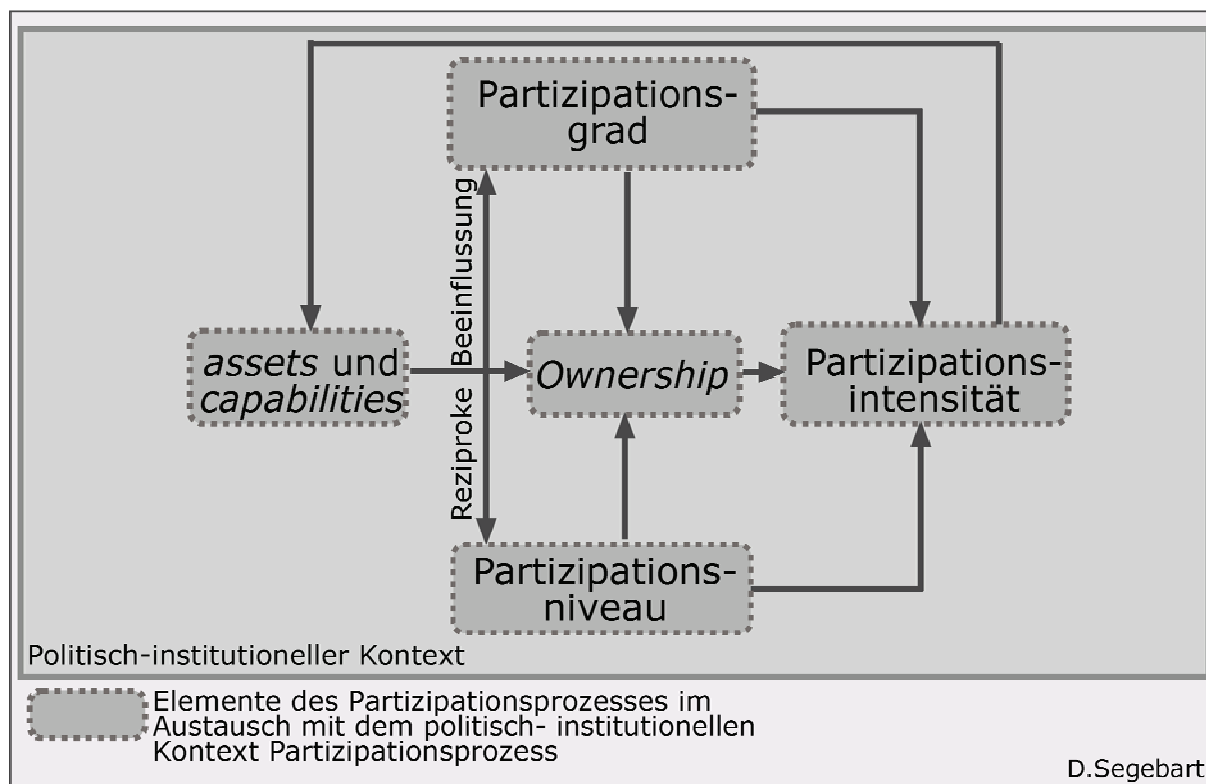 Partizipations-
grad
Reziproke Beeinflussung
assets und
capabilities
Ownership
Partizipations-
intensität
Partizipations-
niveau
Politisch-institutioneller Kontext
Elemente des Partizipationsprozesses im
Austausch mit dem politisch- institutionellen
Kontext Partizipationsprozess
D.Segebart